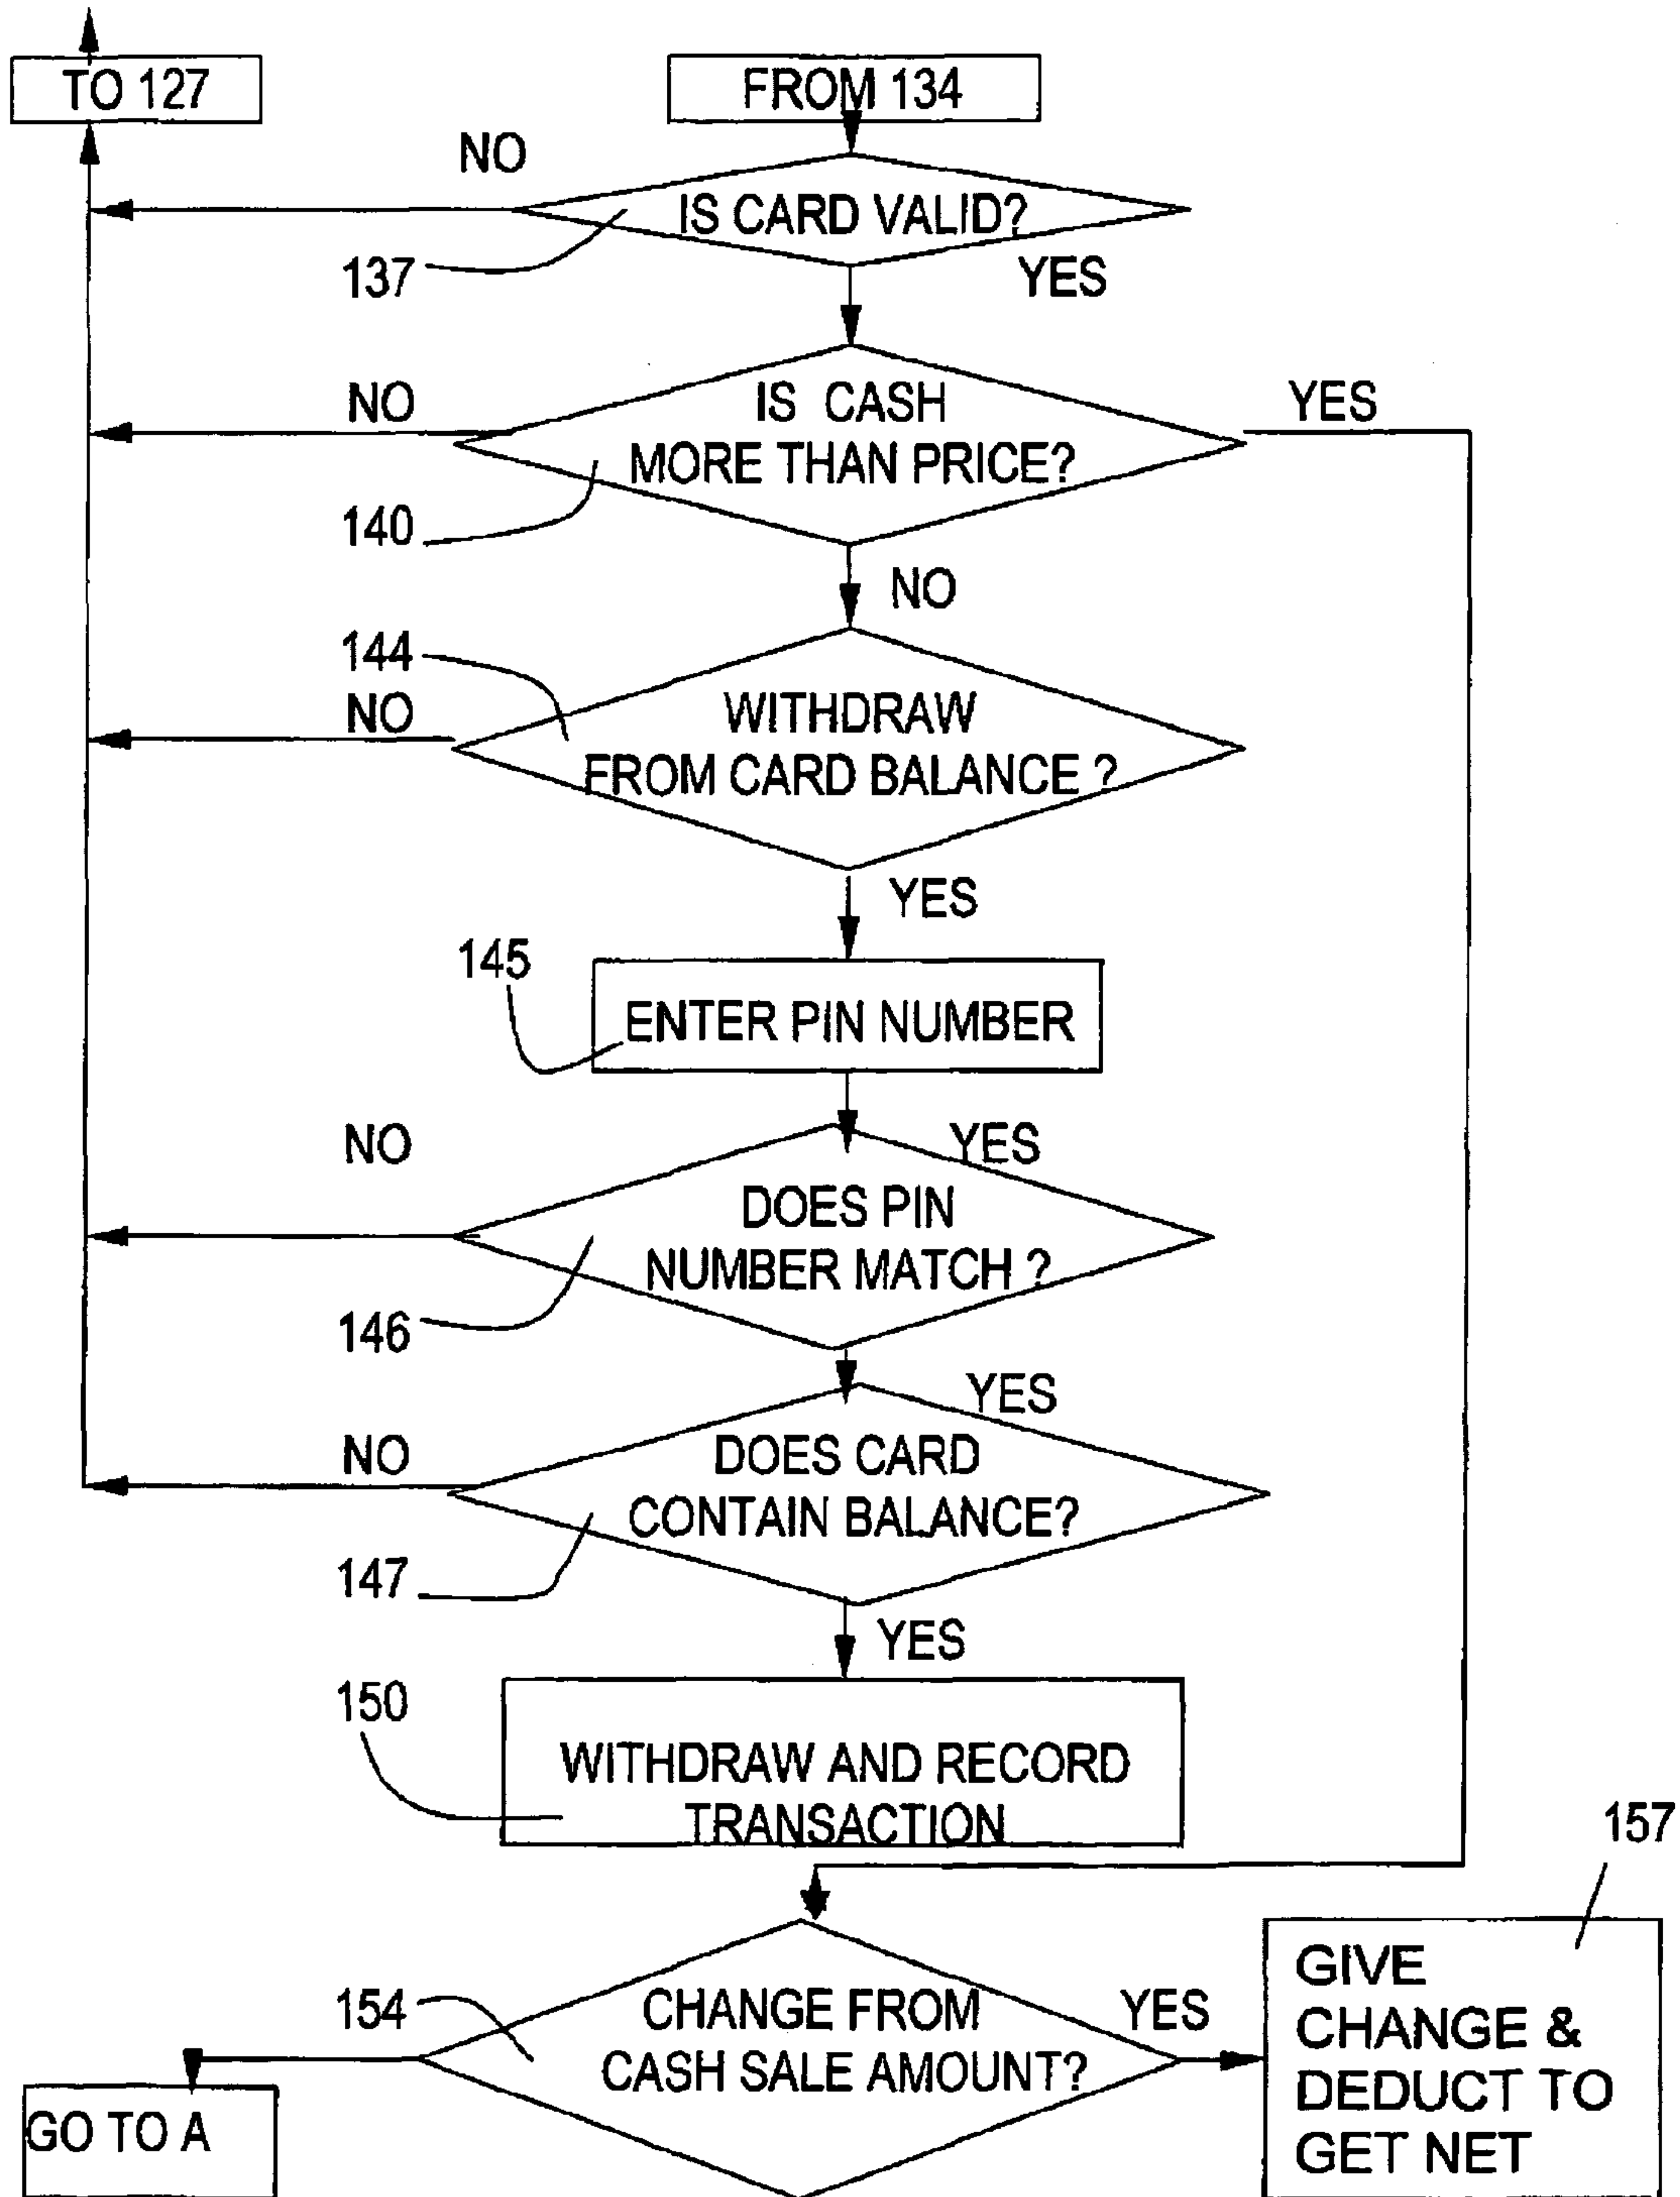 TO 127
FROM 134
NO
IS CARD VALID?
137
YES
NO
IS CASH
YES
MORE THAN PRICE?
140
NO
144
NO
WITHDRAW
FROM CARD BALANCE ?
YES
145
ENTER PIN NUMBER
NO
YES
DOES PIN
NUMBER MATCH ?
146
YES
NO
DOES CARD
CONTAIN BALANCE?
147
YES
150
WITHDRAW AND RECORD
TRANSACTION
157
154
CHANGE FROM
CASH SALE AMOUNT?
YES
GIVE
CHANGE &
DEDUCT TO
GET NET
GO TO A